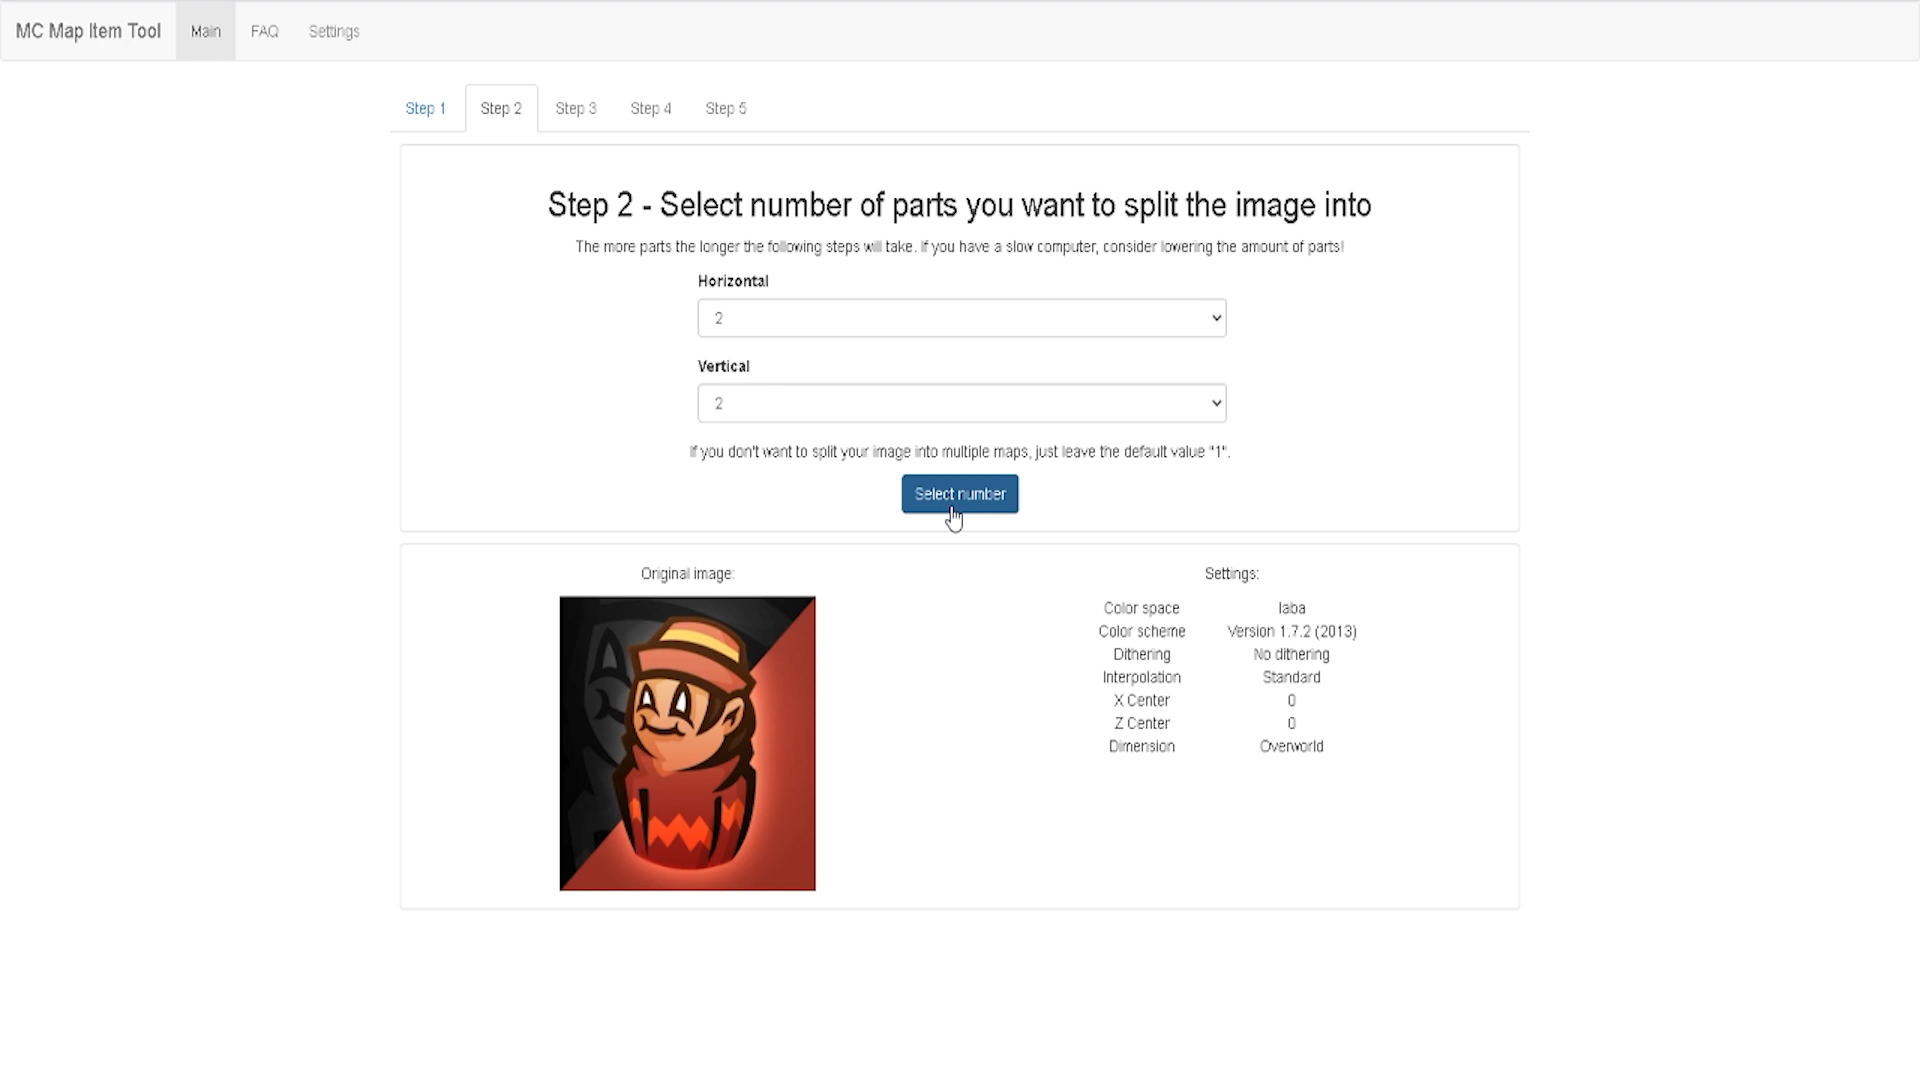 MC Map Item Tool Main FAQ Settings
Step 1 Step 2 Step 3 Step 4 Step 5
Step 2 - Select number of parts you want to split the image into
The more parts the longer the following steps will take. If you have a slow computer, consider lowering the amount of parts!
Horizontal
2
Vertical
2
If you don't want to split your image into multiple maps, just leave the default value "1".
Select number
Original image:
Settings:
Color space laba
Color scheme Version 1.7.2 (2013)
Dithering No dithering
Interpolation Standard
X Center 0
Z Center 0
Dimension Overworld